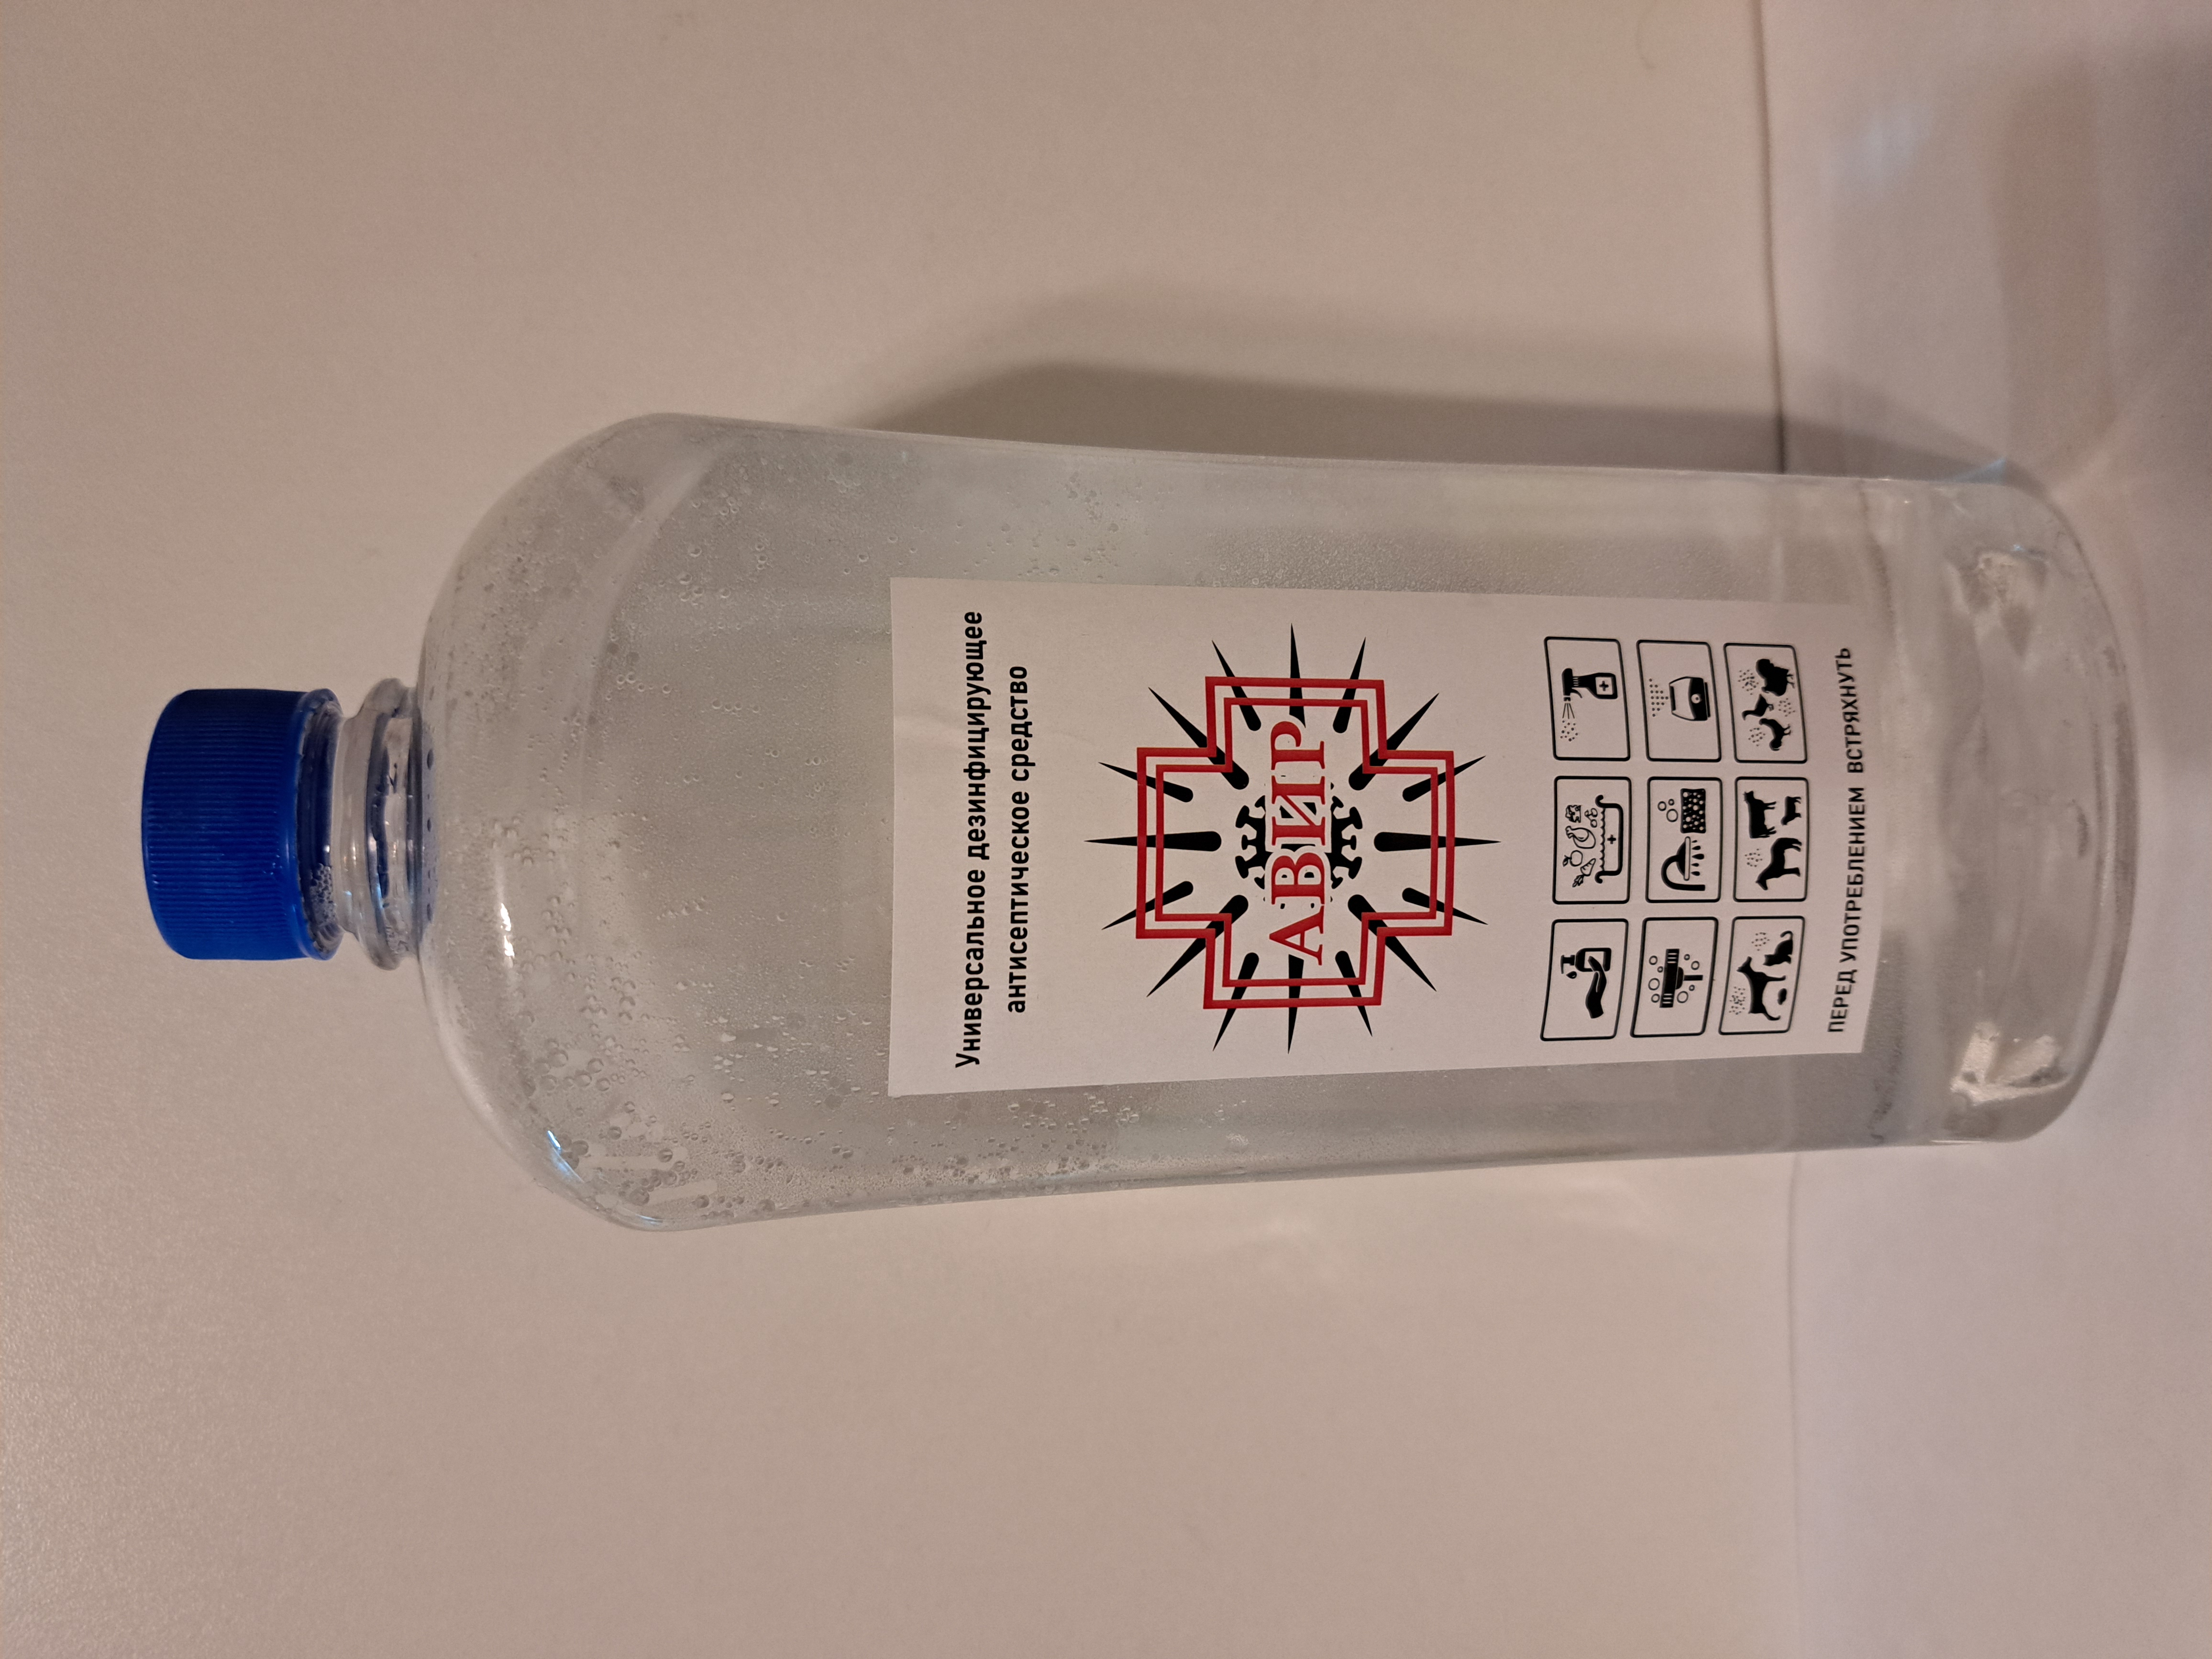 Универсальное дезинфицирующее
антисептическое средство
АВИР
ПЕРЕД УПОТРЕБЛЕНИЕМ ВСТРЯХНУТЬ